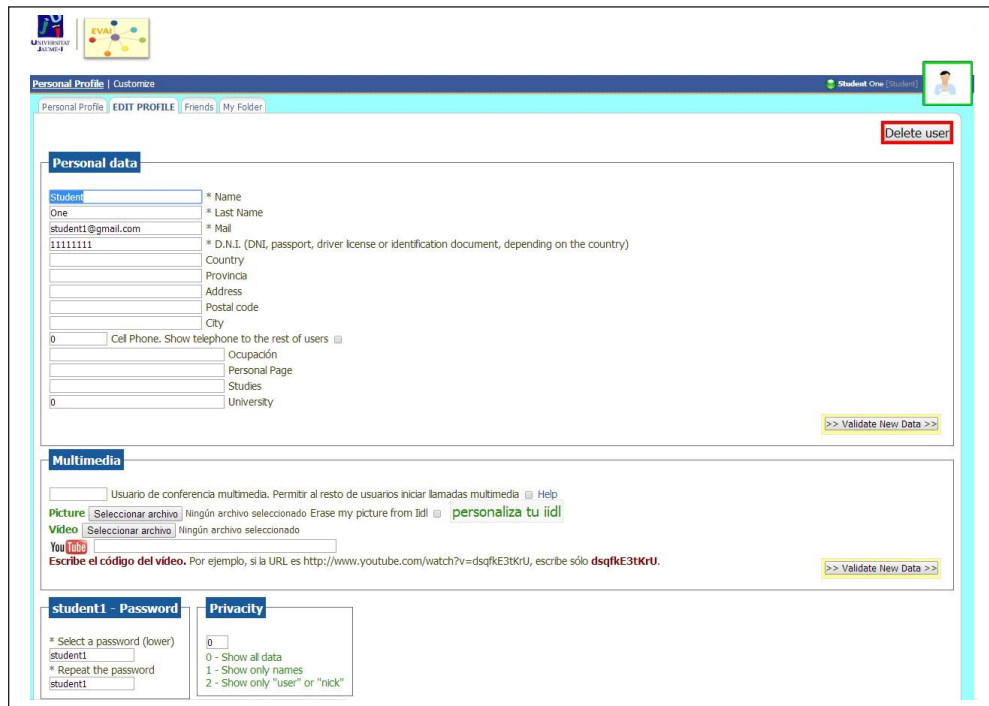 UNIVERSITAT
JAUME·I
EVAI
Personal Profile | Customize
Student One [Student]
Personal Profile EDIT PROFILE Friends My Folder
Delete user
Personal data
Student * Name
One * Last Name
student1@gmail.com * Mail
11111111 * D.N.I. (DNI, passport, driver license or identification document, depending on the country)
Country
Provincia
Address
Postal code
City
0 Cell Phone. Show telephone to the rest of users
Ocupación
Personal Page
Studies
0 University
>> Validate New Data >>
Multimedia
Usuario de conferencia multimedia. Permitir al resto de usuarios iniciar llamadas multimedia Help
Picture Seleccionar archivo Ningún archivo seleccionado Erase my picture from Iidl personaliza tu iidl
Vídeo Seleccionar archivo Ningún archivo seleccionado
You Tube
Escribe el código del vídeo. Por ejemplo, si la URL es http://www.youtube.com/watch?v=dsqfkE3tKrU, escribe sólo dsqfkE3tKrU.
>> Validate New Data >>
student1 - Password
* Select a password (lower)
student1
* Repeat the password
student1
Privacity
0
0 - Show all data
1 - Show only names
2 - Show only "user" or "nick"